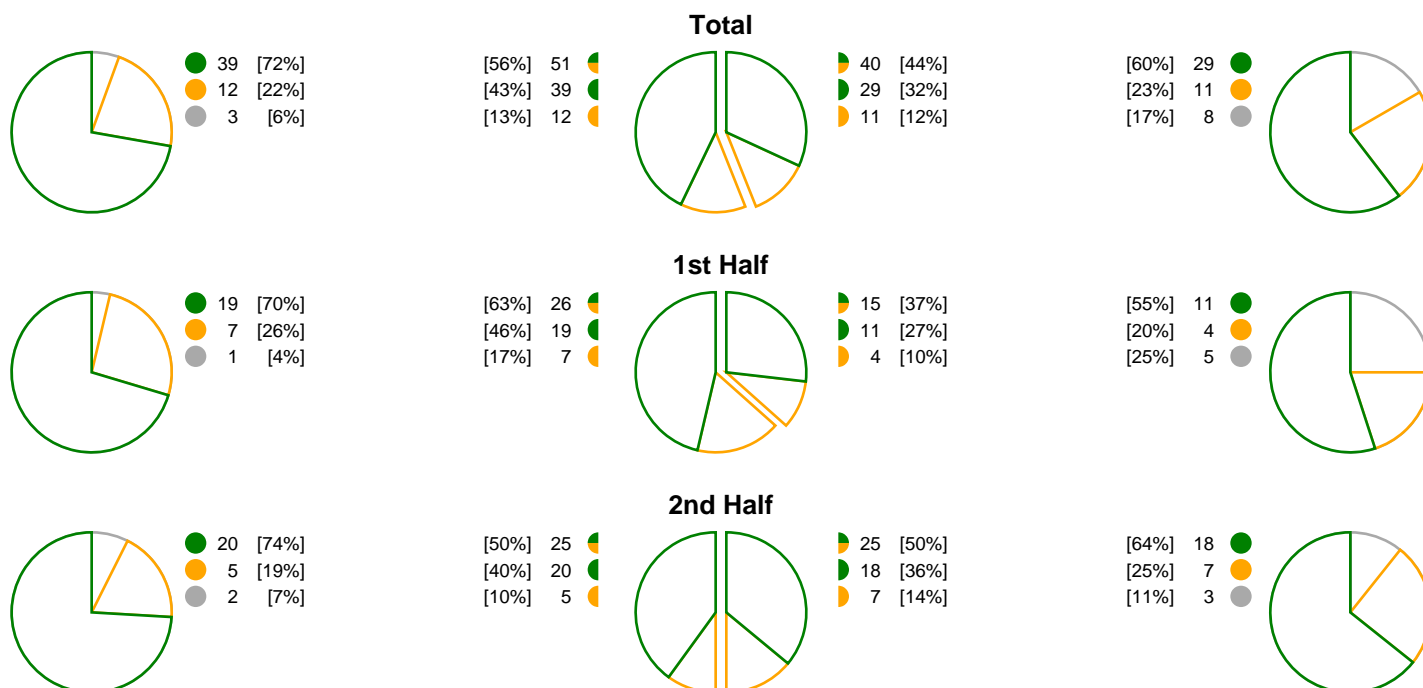 Total
39 [72%] [56%] 51 40 [44%] [60%] 29
12 [22%] [43%] 39 29 [32%] [23%] 11
3 [6%] [13%] 12 11 [12%] [17%] 8
1st Half
19 [70%] [63%] 26 15 [37%] [55%] 11
7 [26%] [46%] 19 11 [27%] [20%] 4
1 [4%] [17%] 7 4 [10%] [25%] 5
2nd Half
20 [74%] [50%] 25 25 [50%] [64%] 18
5 [19%] [40%] 20 18 [36%] [25%] 7
2 [7%] [10%] 5 7 [14%] [11%] 3